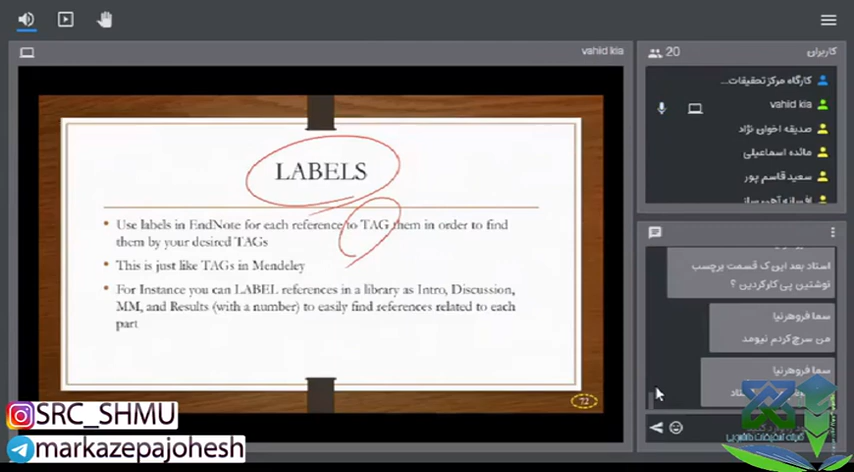 vahid kia
LABELS
• Use labels in EndNote for each reference to TAG them in order to find
them by your desired TAGs
• This is just like TAGs in Mendeley
• For Instance you can LABEL references in a library as Intro, Discussion,
MM, and Results (with a number) to easily find references related to each
part
72
20
کاربران
کارگاه مرکز تحقیقات...
vahid kia
صدیقه اخوان نژاد
مائده اسماعیلی
سعید قاسم پور
استاد بعد این ک قسمت برچسب
نوشتین چی کارکردین ؟
سما فروهرنیا
من سرچ کردم نیومد
سما فروهرنیا
SRC_SHMU
markazepajohesh